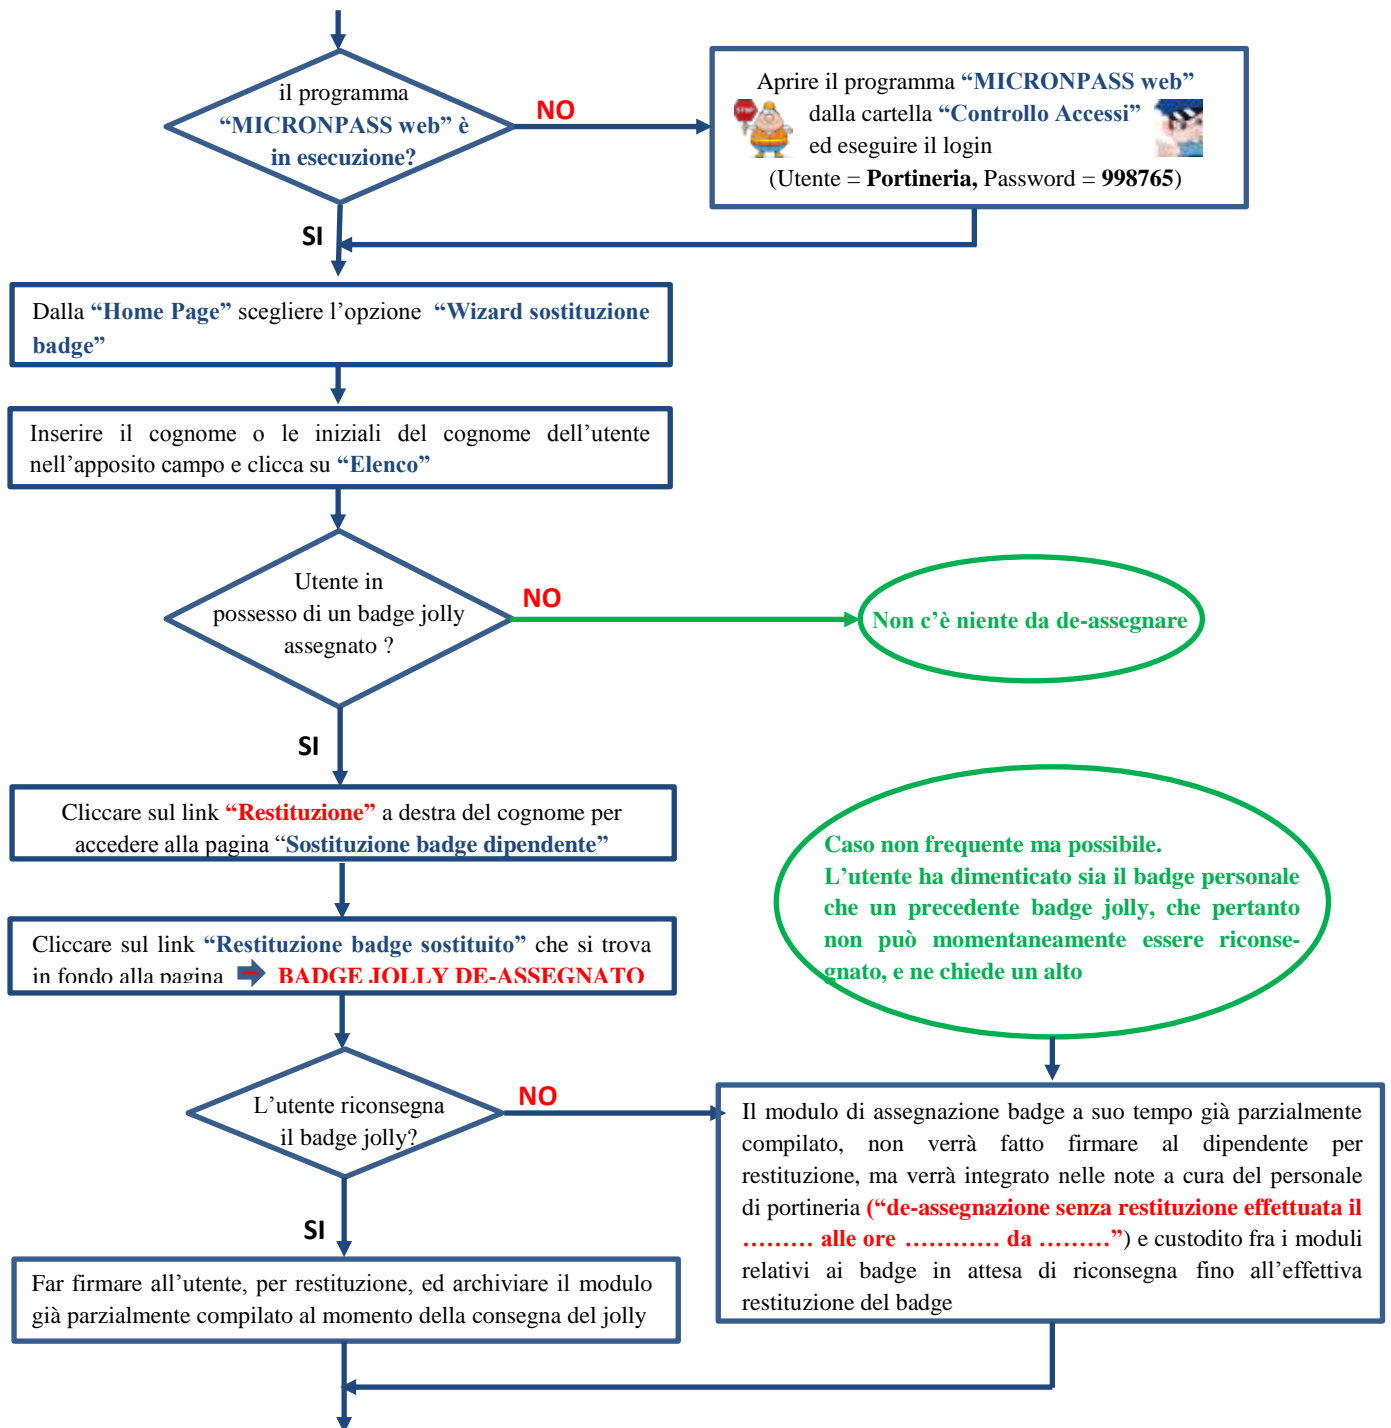 il programma
“MICRONPASS web” è
in esecuzione?
NO
Aprire il programma “MICRONPASS web”
dalla cartella “Controllo Accessi”
ed eseguire il login
(Utente = Portineria, Password = 998765)
SI
Dalla “Home Page” scegliere l’opzione “Wizard sostituzione
badge”
Inserire il cognome o le iniziali del cognome dell’utente
nell’apposito campo e clicca su “Elenco”
Utente in
possesso di un badge jolly
assegnato ?
NO
Non c’è niente da de-assegnare
SI
Cliccare sul link “Restituzione” a destra del cognome per
accedere alla pagina “Sostituzione badge dipendente”
Caso non frequente ma possibile.
L’utente ha dimenticato sia il badge personale
che un precedente badge jolly, che pertanto
non può momentaneamente essere riconse-
gnato, e ne chiede un alto
Cliccare sul link “Restituzione badge sostituito” che si trova
in fondo alla pagina BADGE JOLLY DE-ASSEGNATO
L’utente riconsegna
il badge jolly?
NO
Il modulo di assegnazione badge a suo tempo già parzialmente
compilato, non verrà fatto firmare al dipendente per
restituzione, ma verrà integrato nelle note a cura del personale
di portineria (“de-assegnazione senza restituzione effettuata il
……… alle ore ………… da ………”) e custodito fra i moduli
relativi ai badge in attesa di riconsegna fino all’effettiva
restituzione del badge
SI
Far firmare all’utente, per restituzione, ed archiviare il modulo
già parzialmente compilato al momento della consegna del jolly